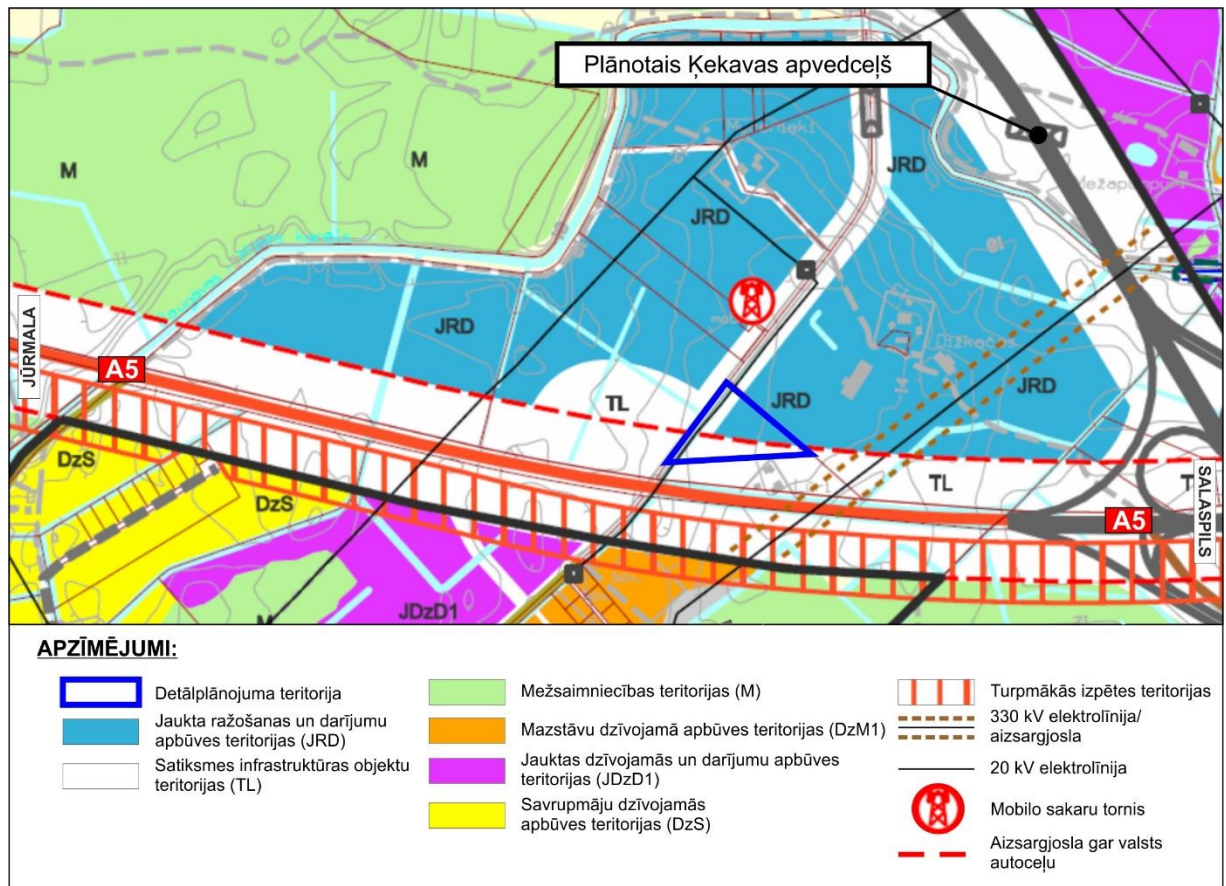 Plānotais Ķekavas apvedceļš
M
M
JRD
JRD
JRD
JŪRMALA
A5
TL
JRD
JRD
Dižkačas
DzS
DzS
TL
SALASPILS
A5
JDzD1
M
APZĪMĒJUMI:
Detālplānojuma teritorija
Jaukta ražošanas un darījumu
apbūves teritorijas (JRD)
Satiksmes infrastruktūras objektu
teritorijas (TL)
Mežsaimniecības teritorijas (M)
Mazstāvu dzīvojamā apbūves teritorijas (DzM1)
Jauktas dzīvojamās un darījumu apbūves
teritorijas (JDzD1)
Savrupmāju dzīvojamās
apbūves teritorijas (DzS)
Turpmākās izpētes teritorijas
330 kV elektrolīnija/
aizsargjosla
20 kV elektrolīnija
Mobilo sakaru tornis
Aizsargjosla gar valsts
autoceļu